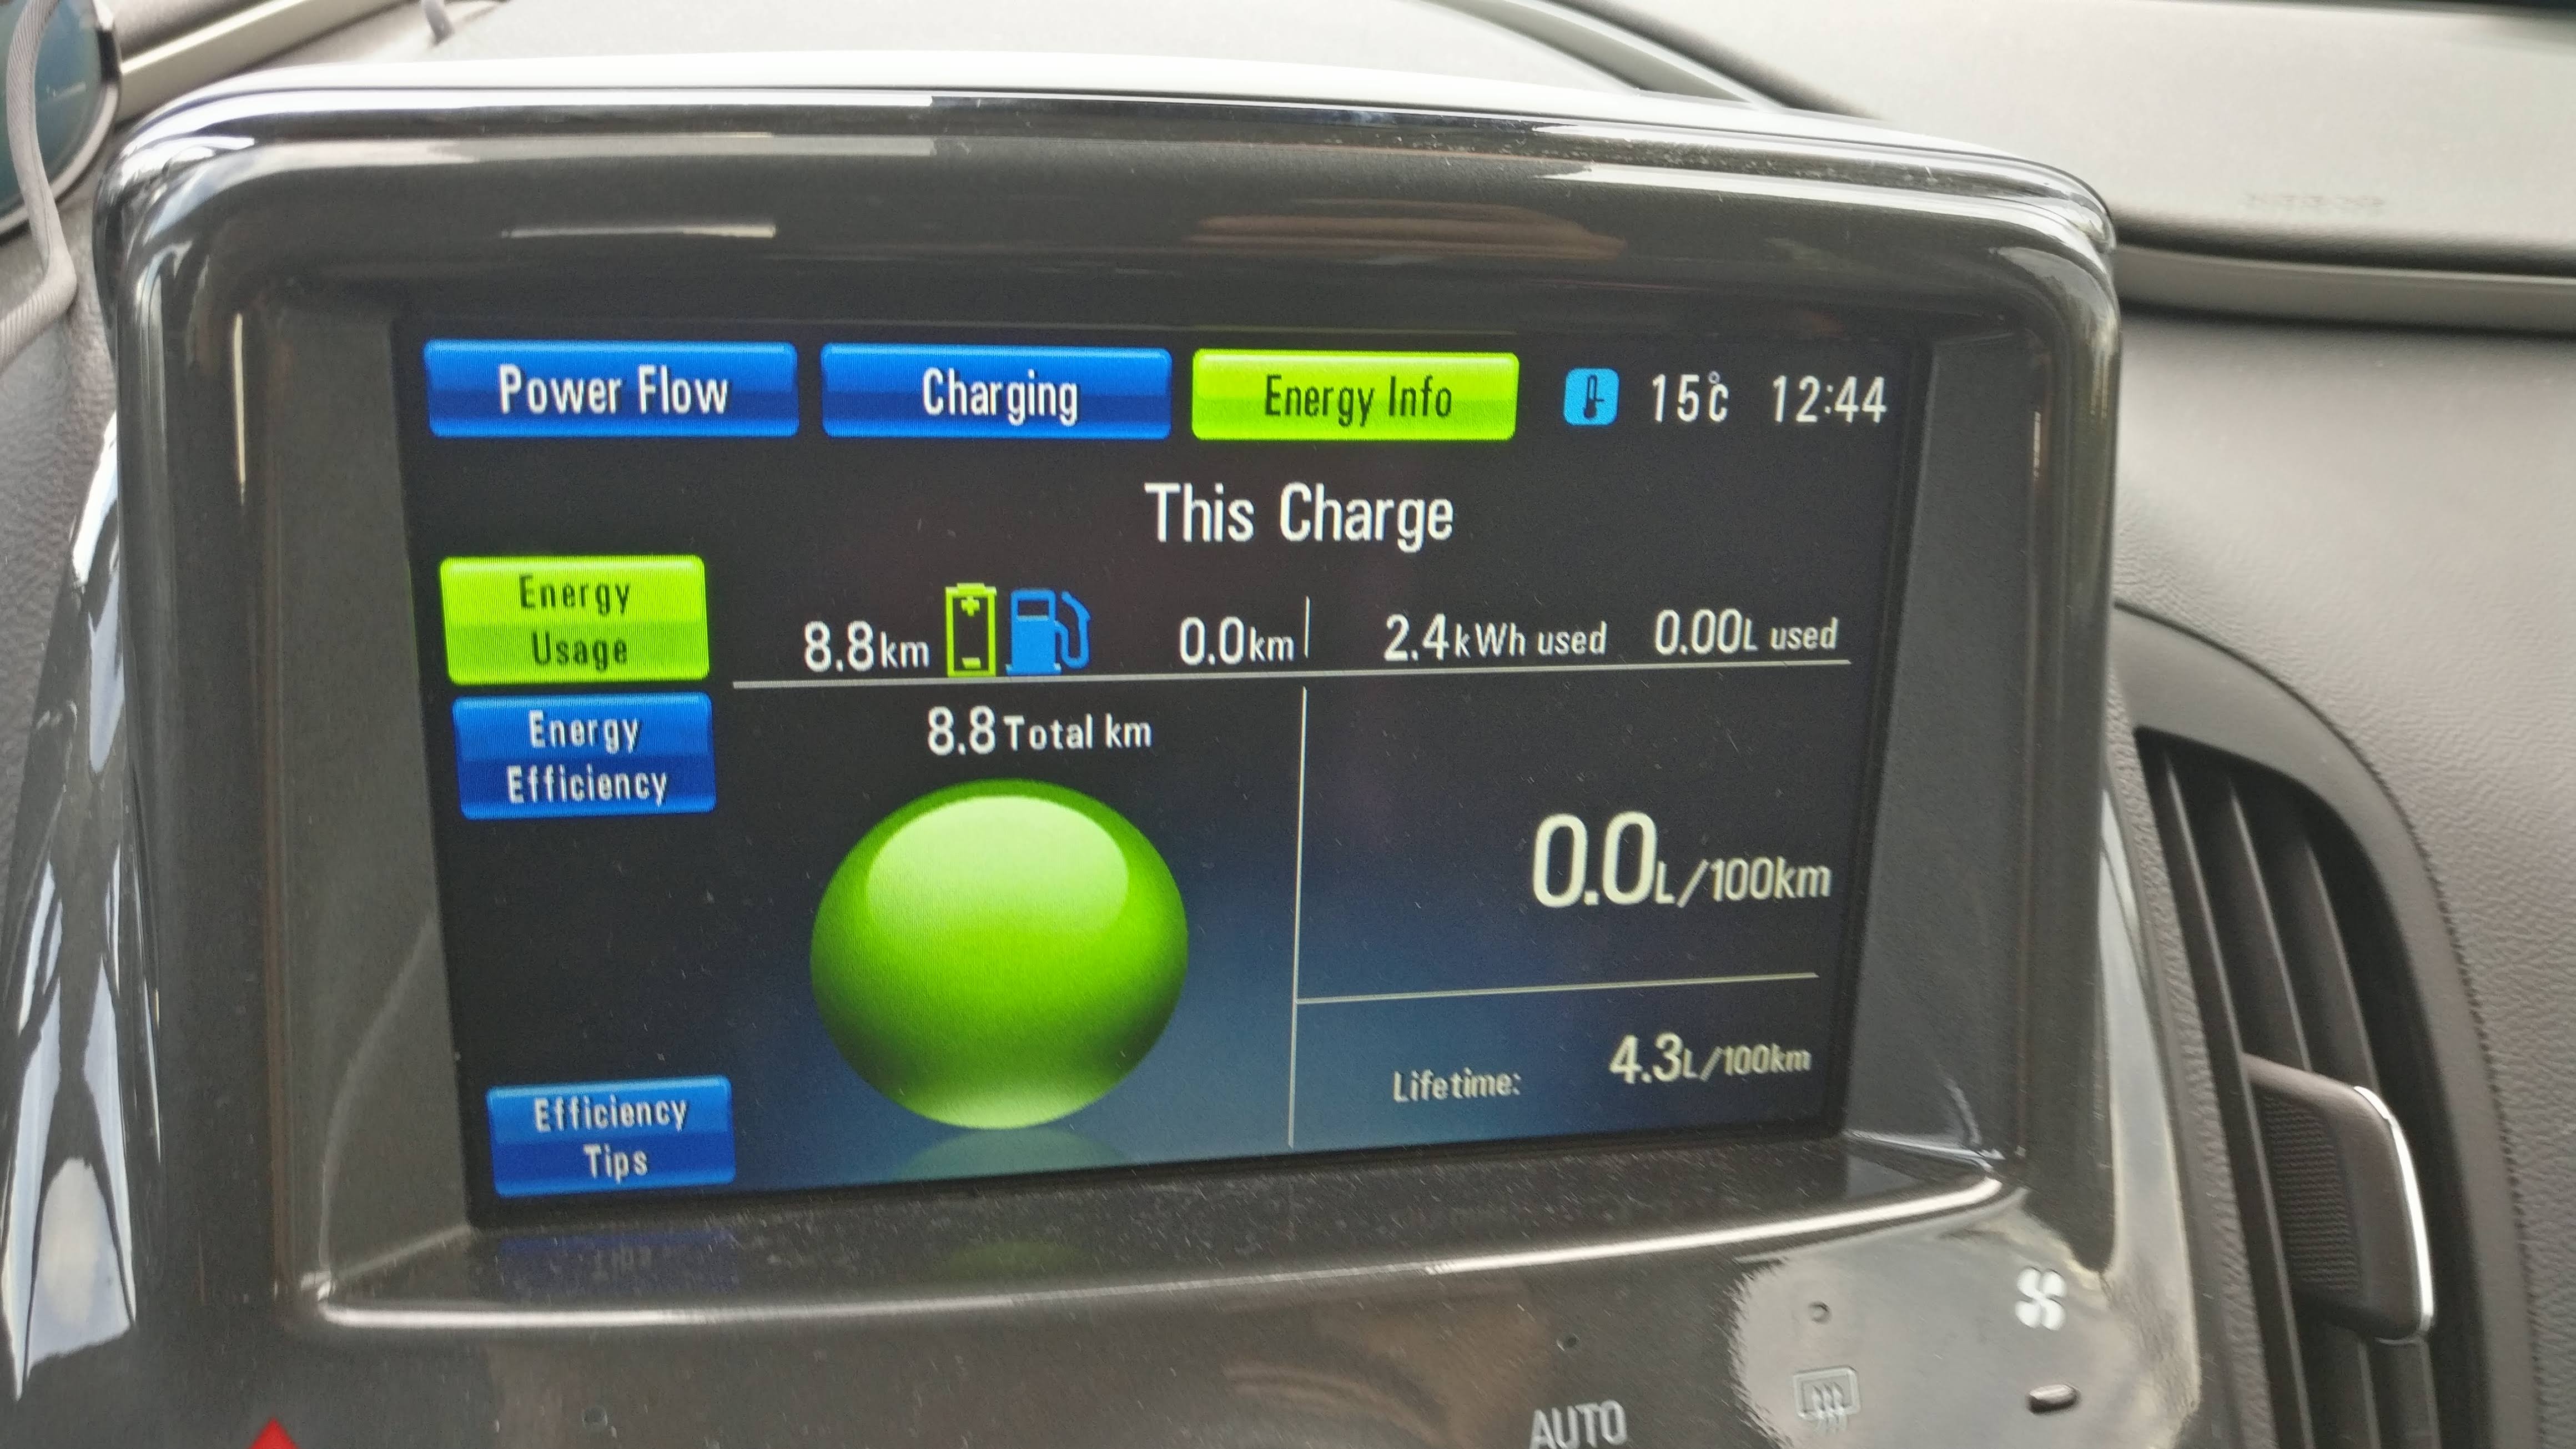 Power Flow Charging Energy Info 15°C 12:44
This Charge
Energy
Usage
8.8km 0.0km 2.4kWh used 0.00L used
Energy
Efficiency
8.8 Total km
0.0L/100km
Lifetime: 4.3L/100km
Efficiency
Tips
AUTO